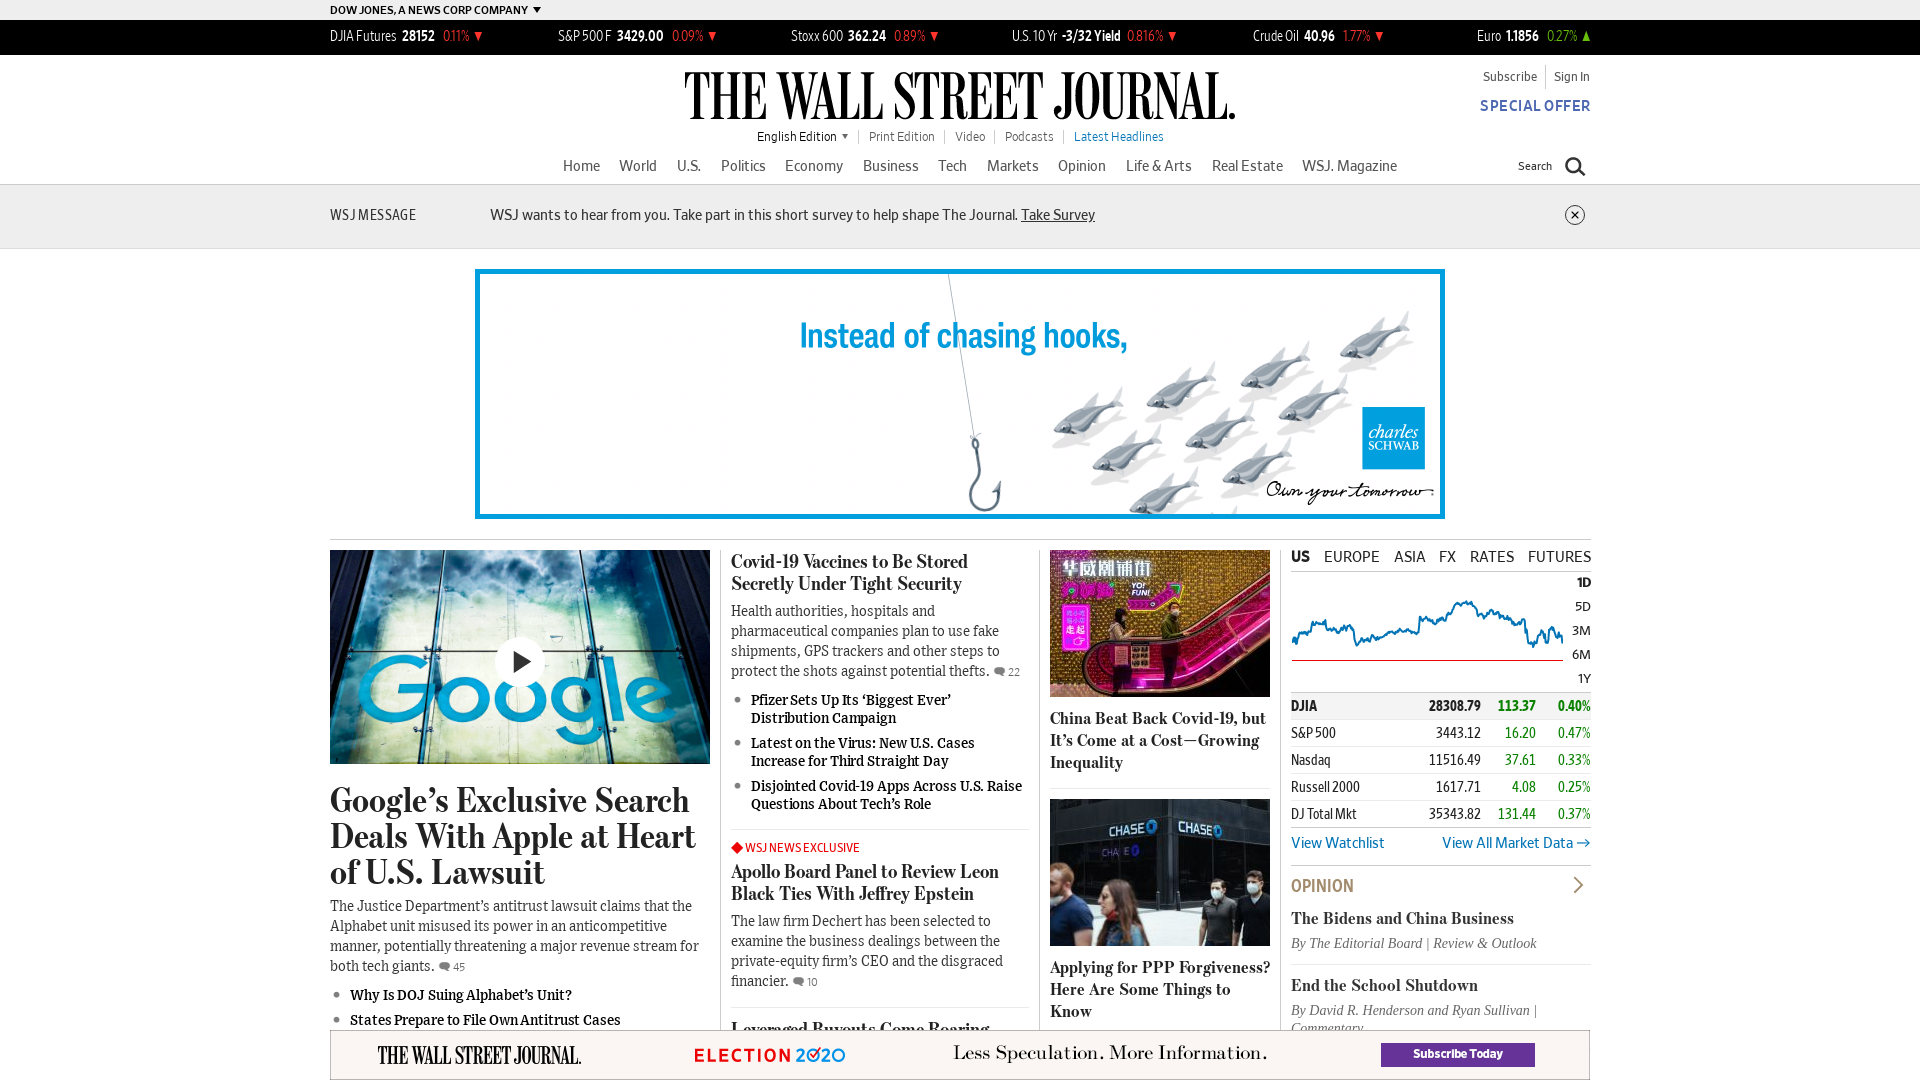 DOW JONES, A NEWS CORP COMPANY
DJIA Futures 28152 0.11% S&P 500 F 3429.00 0.09% Stoxx 600 362.24 0.89% U.S. 10 Yr -3/32 Yield 0.816% Crude Oil 40.96 1.77% Euro 1.1856 0.27%
THE WALL STREET JOURNAL.
Subscribe Sign In
SPECIAL OFFER
English Edition Print Edition Video Podcasts Latest Headlines
Home World U.S. Politics Economy Business Tech Markets Opinion Life & Arts Real Estate WSJ. Magazine Search
WSJ MESSAGE WSJ wants to hear from you. Take part in this short survey to help shape The Journal. Take Survey
Instead of chasing hooks,
charles
SCHWAB
Own your tomorrow
Google
Google's Exclusive Search
Deals With Apple at Heart
of U.S. Lawsuit
The Justice Department's antitrust lawsuit claims that the
Alphabet unit misused its power in an anticompetitive
manner, potentially threatening a major revenue stream for
both tech giants. 45
Why Is DOJ Suing Alphabet's Unit?
States Prepare to File Own Antitrust Cases
Covid-19 Vaccines to Be Stored
Secretly Under Tight Security
Health authorities, hospitals and
pharmaceutical companies plan to use fake
shipments, GPS trackers and other steps to
protect the shots against potential thefts. 22
Pfizer Sets Up Its ‘Biggest Ever’
Distribution Campaign
Latest on the Virus: New U.S. Cases
Increase for Third Straight Day
Disjointed Covid-19 Apps Across U.S. Raise
Questions About Tech's Role
WSJ NEWS EXCLUSIVE
Apollo Board Panel to Review Leon
Black Ties With Jeffrey Epstein
The law firm Dechert has been selected to
examine the business dealings between the
private-equity firm's CEO and the disgraced
financier. 10
Leveraged Buyouts Come Roaring
YO!
FUN!
走起
China Beat Back Covid-19, but
It's Come at a Cost—Growing
Inequality
CHASE CHASE
CHASE
Applying for PPP Forgiveness?
Here Are Some Things to
Know
US EUROPE ASIA FX RATES FUTURES
1D
5D
3M
6M
1Y
DJIA 28308.79 113.37 0.40%
S&P 500 3443.12 16.20 0.47%
Nasdaq 11516.49 37.61 0.33%
Russell 2000 1617.71 4.08 0.25%
DJ Total Mkt 35343.82 131.44 0.37%
View Watchlist View All Market Data
OPINION
The Bidens and China Business
By The Editorial Board | Review & Outlook
End the School Shutdown
By David R. Henderson and Ryan Sullivan |
Commentary
THE WALL STREET JOURNAL. ELECTION 2020 Less Speculation. More Information. Subscribe Today